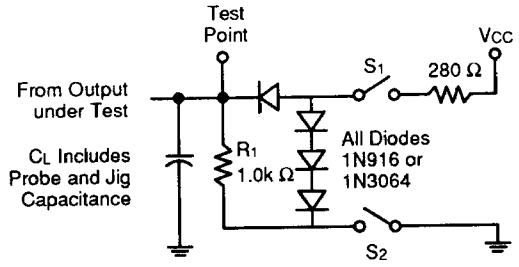 Test
Point
VCC
S1
280 Ω
From Output
under Test
R1
1.0k Ω
All Diodes
1N916 or
1N3064
CL Includes
Probe and Jig
Capacitance
S2